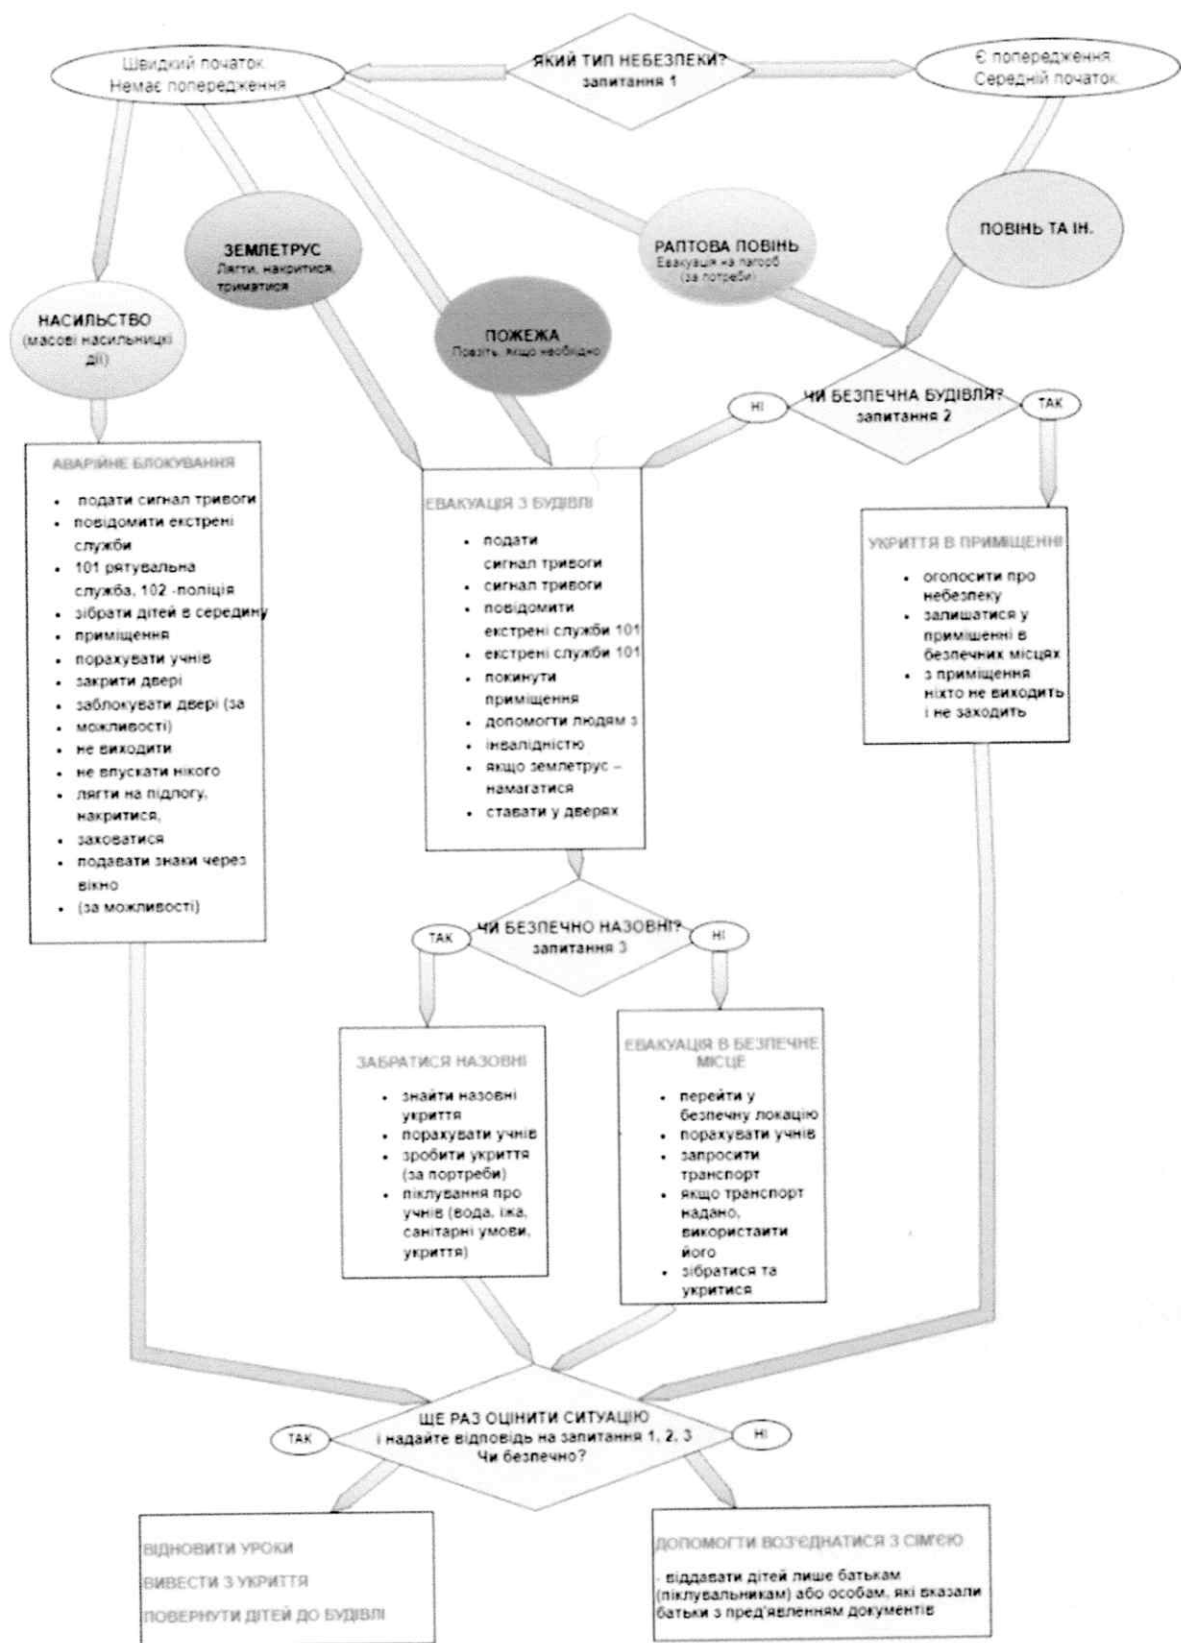 ЯКИЙ ТИП НЕБЕЗПЕКИ?
запитання 1
Швидкий початок
Немає попередження
Є попередження
Середній початок
ЗЕМЛЕТРУС
Лягти, накритися,
триматися
РАПТОВА ПОВІНЬ
Евакуація на пагорб
(за потреби)
ПОВІНЬ ТА ІН.
НАСИЛЬСТВО
(масові насильницкі
дії)
ПОЖЕЖА
Повзіть, якщо необхідно
НІ
ЧИ БЕЗПЕЧНА БУДІВЛЯ?
запитання 2
ТАК
АВАРІЙНЕ БЛОКУВАННЯ
• подати сигнал тривоги
• повідомити екстрені
служби
• 101 рятувальна
служба, 102 -поліція
• зібрати дітей в середину
• приміщення
• порахувати учнів
• закрити двері
• заблокувати двері (за
• можливості)
• не виходити
• не впускати нікого
• лягти на підлогу,
накритися,
• заховатися
• подавати знаки через
вікно
• (за можливості)
ЕВАКУАЦІЯ З БУДІВЛІ
• подати
сигнал тривоги
• сигнал тривоги
• повідомити
екстрені служби 101
• екстрені служби 101
• покинути
приміщення
• допомогти людям з
• інвалідністю
• якщо землетрус –
намагатися
• ставати у дверях
УКРИТТЯ В ПРИМІЩЕННІ
• оголосити про
небезпеку
• залишатися у
примішенні в
безпечних місцях
• з приміщення
ніхто не виходить
і не заходить
ТАК
ЧИ БЕЗПЕЧНО НАЗОВНІ?
запитання 3
НІ
ЗАБРАТИСЯ НАЗОВНІ
• знайти назовні
укриття
• порахувати учнів
• зробити укриття
(за портреби)
• піклування про
учнів (вода, їжа,
санітарні умови,
укриття)
ЕВАКУАЦІЯ В БЕЗПЕЧНЕ
МІСЦЕ
• перейти у
безпечну локацію
• порахувати учнів
• запросити
транспорт
• якщо транспорт
надано,
використаити
його
• зібратися та
укритися
ТАК
ЩЕ РАЗ ОЦІНИТИ СИТУАЦІЮ
і надайте відповідь на запитання 1, 2, 3
Чи безпечно?
НІ
ВІДНОВИТИ УРОКИ
ВИВЕСТИ З УКРИТТЯ
ПОВЕРНУТИ ДІТЕЙ ДО БУДІВЛІ
ДОПОМОГТИ ВОЗ'ЄДНАТИСЯ З СІМ'ЄЮ
- віддавати дітей лише батькам
(піклувальникам) або особам, які вказали
батьки з пред'явленням документів